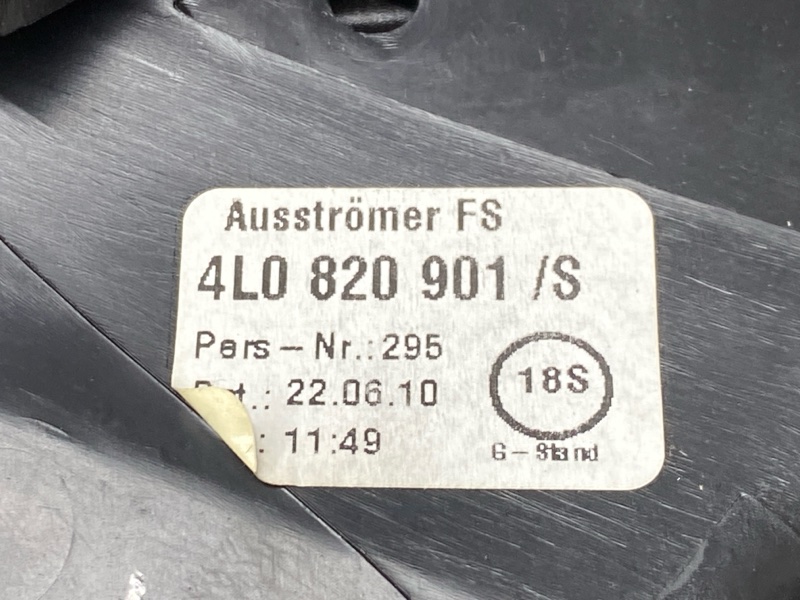 Ausströmer FS
4L0 820 901 /S
Pers-Nr.: 295
22.06.10
: 11:49
18S
G-Stand